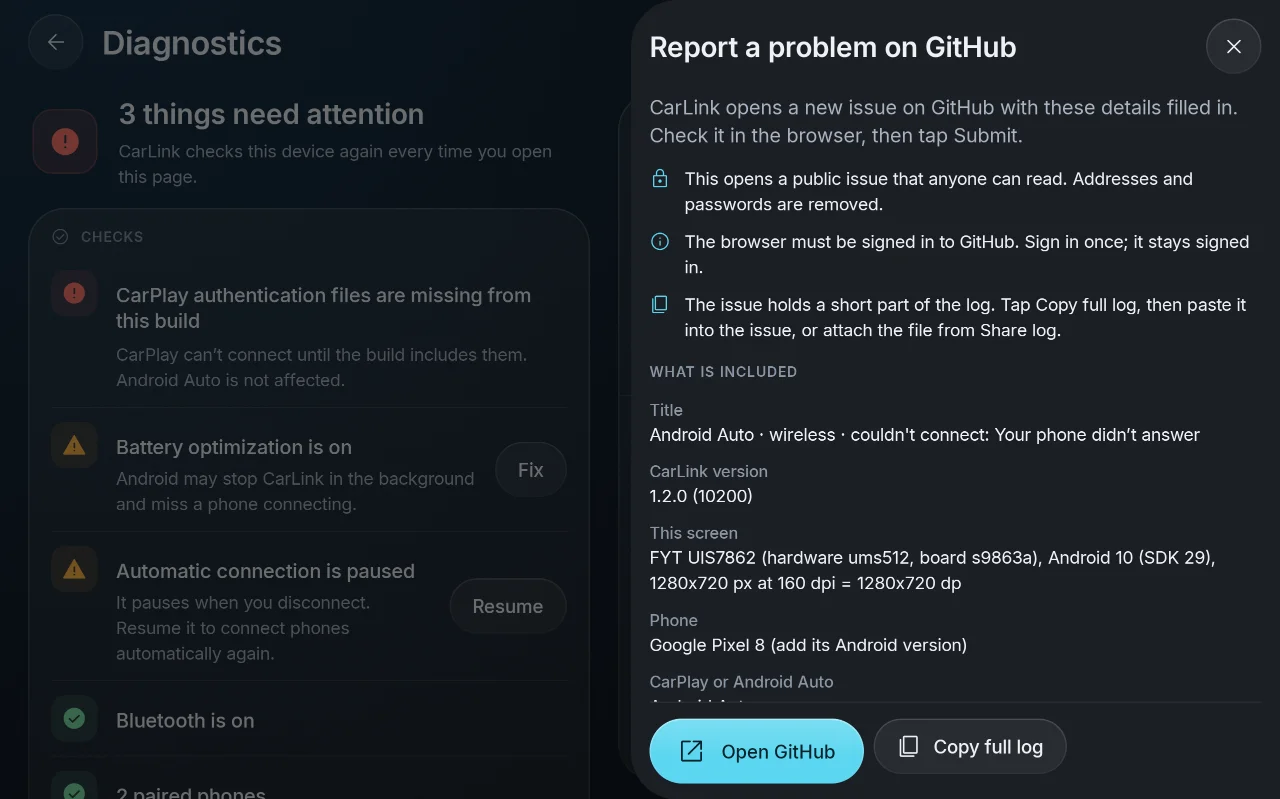 Diagnostics
3 things need attention
CarLink checks this device again every time you open
this page.
CHECKS
CarPlay authentication files are missing from
this build
CarPlay can’t connect until the build includes them.
Android Auto is not affected.
Battery optimization is on
Android may stop CarLink in the background
and miss a phone connecting.
Fix
Automatic connection is paused
It pauses when you disconnect.
Resume it to connect phones
automatically again.
Resume
Bluetooth is on
2 paired phones
Report a problem on GitHub
CarLink opens a new issue on GitHub with these details filled in.
Check it in the browser, then tap Submit.
This opens a public issue that anyone can read. Addresses and
passwords are removed.
The browser must be signed in to GitHub. Sign in once; it stays signed
in.
The issue holds a short part of the log. Tap Copy full log, then paste it
into the issue, or attach the file from Share log.
WHAT IS INCLUDED
Title
Android Auto · wireless · couldn't connect: Your phone didn’t answer
CarLink version
1.2.0 (10200)
This screen
FYT UIS7862 (hardware ums512, board s9863a), Android 10 (SDK 29),
1280x720 px at 160 dpi = 1280x720 dp
Phone
Google Pixel 8 (add its Android version)
CarPlay or Android Auto
Open GitHub
Copy full log